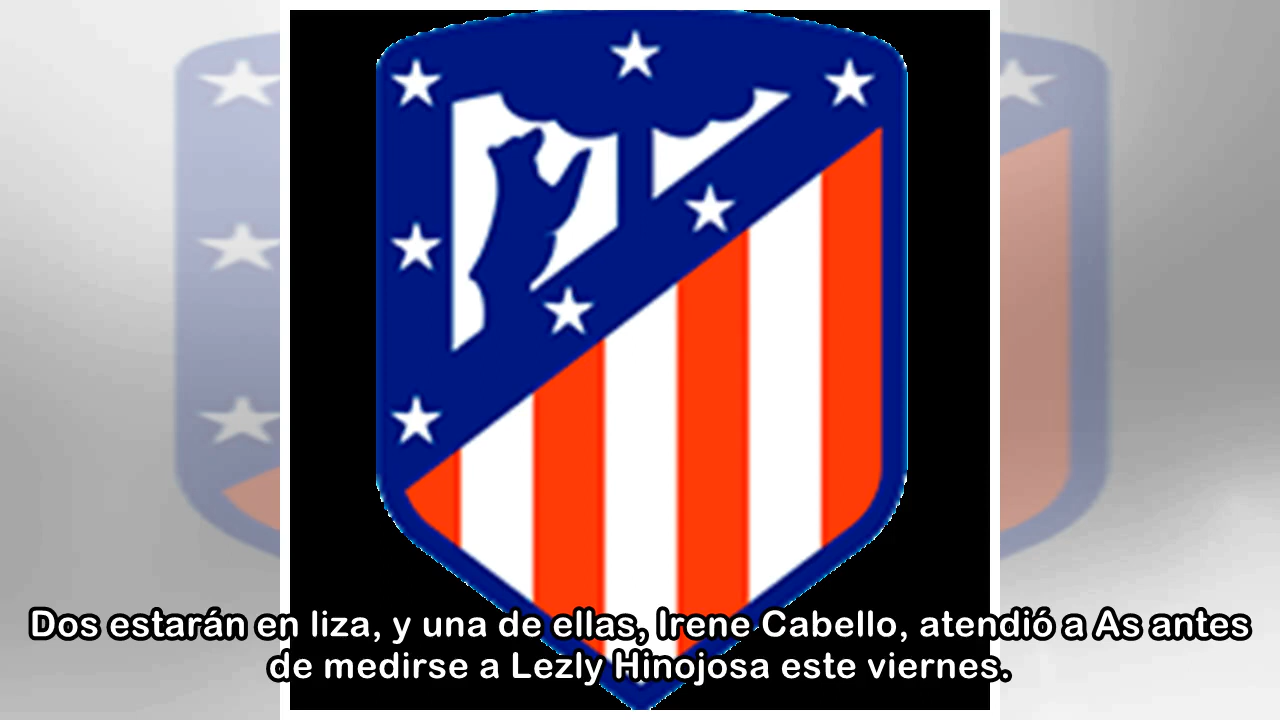 Dos estarán en liza, y una de ellas, Irene Cabello, atendió a As antes
de medirse a Lezly Hinojosa este viernes.